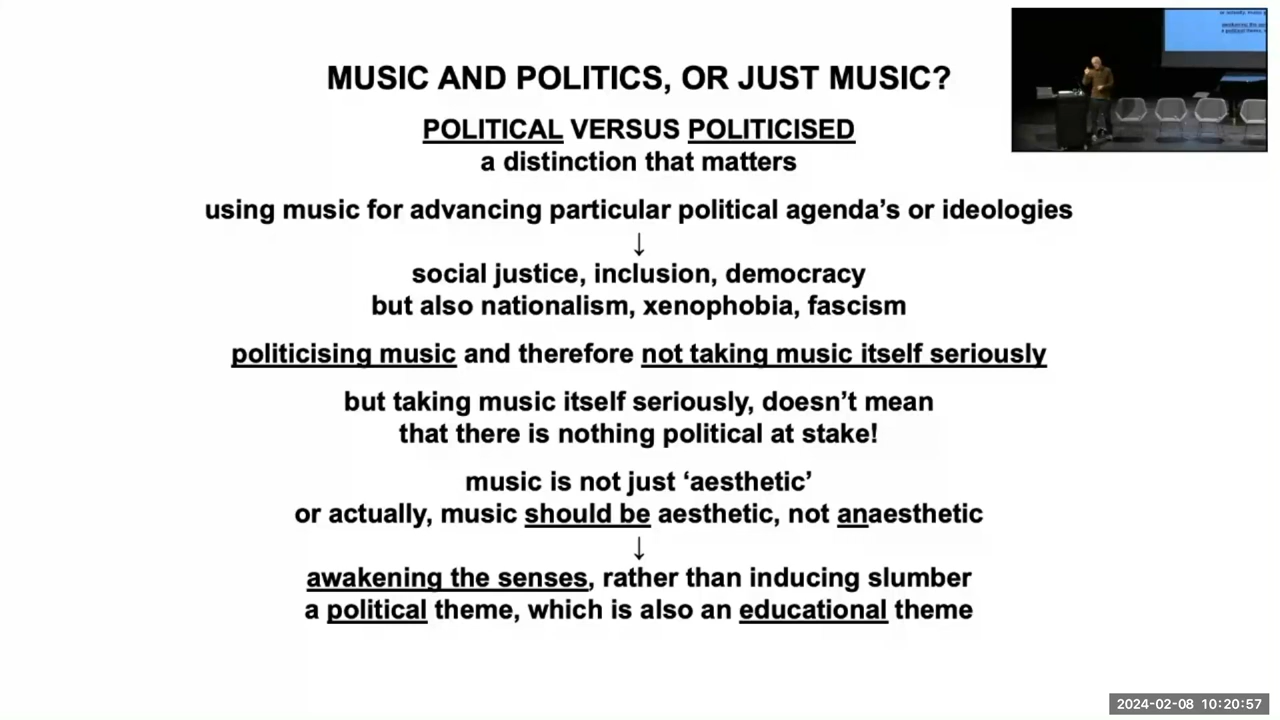 MUSIC AND POLITICS, OR JUST MUSIC?
POLITICAL VERSUS POLITICISED
a distinction that matters
using music for advancing particular political agenda’s or ideologies
↓
social justice, inclusion, democracy
but also nationalism, xenophobia, fascism
politicising music and therefore not taking music itself seriously
but taking music itself seriously, doesn’t mean
that there is nothing political at stake!
music is not just ‘aesthetic’
or actually, music should be aesthetic, not anaesthetic
↓
awakening the senses, rather than inducing slumber
a political theme, which is also an educational theme
2024-02-08 10:20:57